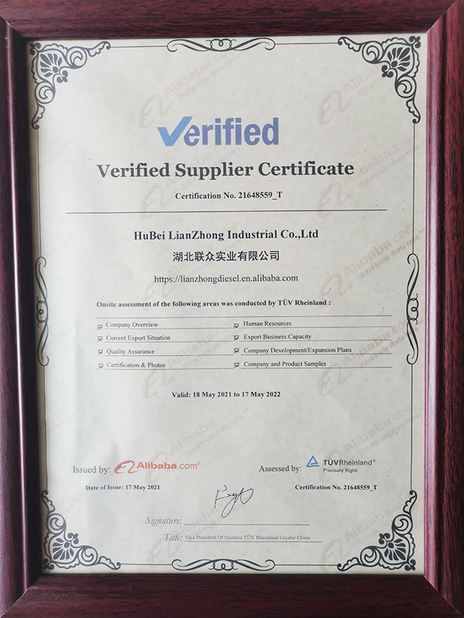 Verified
Verified Supplier Certificate
Certification No. 21648559_T
HuBei LianZhong Industrial Co.,Ltd
湖北联众实业有限公司
https://lianzhongdiesel.en.alibaba.com
Onsite assessment of the following areas was conducted by TÜV Rheinland :
Company Overview
Human Resources
Current Export Situation
Export Business Capacity
Quality Assurance
Company Development/Expansion Plans
Certification & Photos
Company and Product Samples
Valid: 18 May 2021 to 17 May 2022
Issued by: Alibaba.com®
Assessed by: TÜVRheinland®
Precisely Right.
Date of Issue: 17 May 2021
Certification No. 21648559_T
Signature:
Title: Vice President Of Systems TÜV Rheinland Greater China